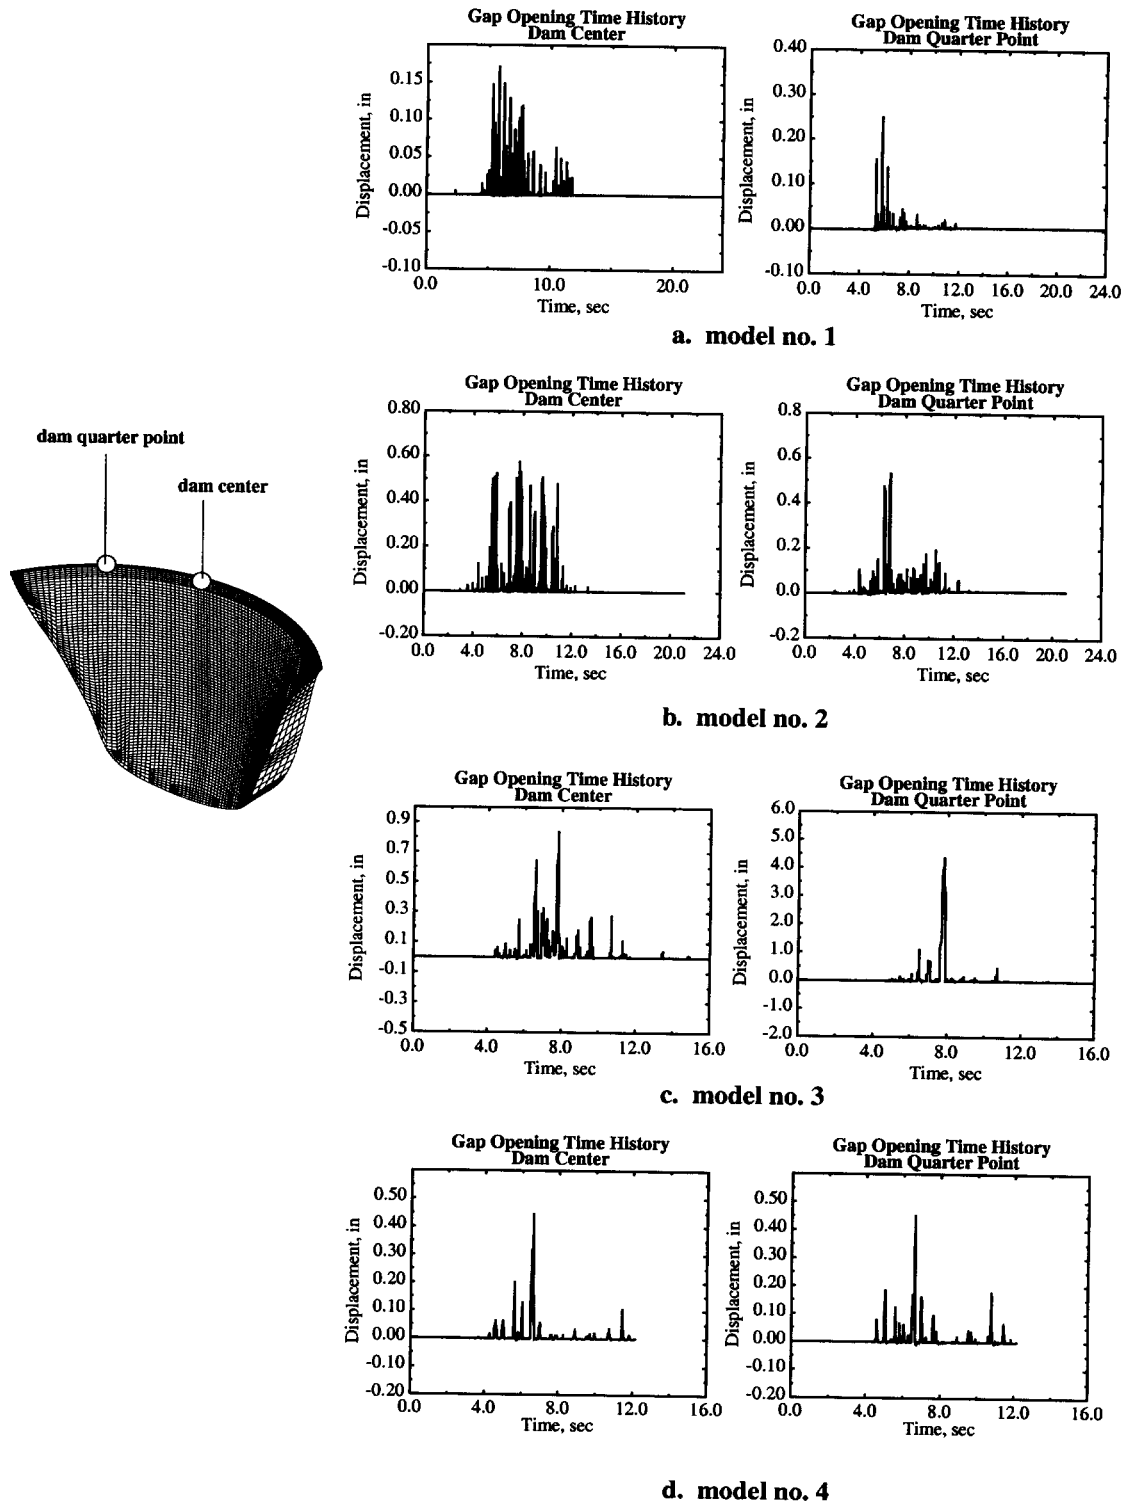 Gap Opening Time History
Dam Center
Displacement, in
0.15
0.10
0.05
0.00
-0.05
-0.10
0.0 10.0 20.0
Time, sec
Gap Opening Time History
Dam Quarter Point
Displacement, in
0.40
0.30
0.20
0.10
0.00
-0.10
0.0 4.0 8.0 12.0 16.0 20.0 24.0
Time, sec
a. model no. 1
dam quarter point
dam center
Gap Opening Time History
Dam Center
Displacement, in
0.80
0.60
0.40
0.20
0.00
-0.20
0.0 4.0 8.0 12.0 16.0 20.0 24.0
Time, sec
Gap Opening Time History
Dam Quarter Point
Displacement, in
0.8
0.6
0.4
0.2
0.0
-0.2
0.0 4.0 8.0 12.0 16.0 20.0 24.0
Time, sec
b. model no. 2
Gap Opening Time History
Dam Center
Displacement, in
0.9
0.7
0.5
0.3
0.1
-0.1
-0.3
-0.5
0.0 4.0 8.0 12.0 16.0
Time, sec
Gap Opening Time History
Dam Quarter Point
Displacement, in
6.0
5.0
4.0
3.0
2.0
1.0
0.0
-1.0
-2.0
0.0 4.0 8.0 12.0 16.0
Time, sec
c. model no. 3
Gap Opening Time History
Dam Center
Displacement, in
0.50
0.40
0.30
0.20
0.10
0.00
-0.10
-0.20
0.0 4.0 8.0 12.0 16.0
Time, sec
Gap Opening Time History
Dam Quarter Point
Displacement, in
0.50
0.40
0.30
0.20
0.10
0.00
-0.10
-0.20
0.0 4.0 8.0 12.0 16.0
Time, sec
d. model no. 4